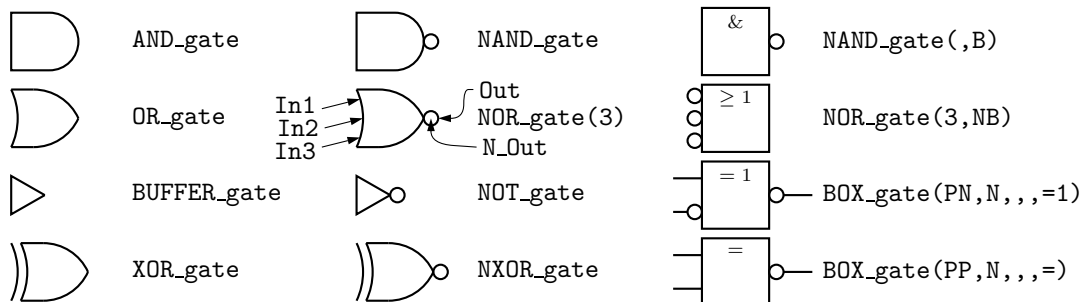 AND_gate NAND_gate & NAND_gate(,B)
Out
In1 ≥ 1
OR_gate In2 NOR_gate(3) NOR_gate(3,NB)
In3 N_Out
BUFFER_gate NOT_gate = 1 BOX_gate(PN,N,,,=1)
XOR_gate NXOR_gate = BOX_gate(PP,N,,,=)